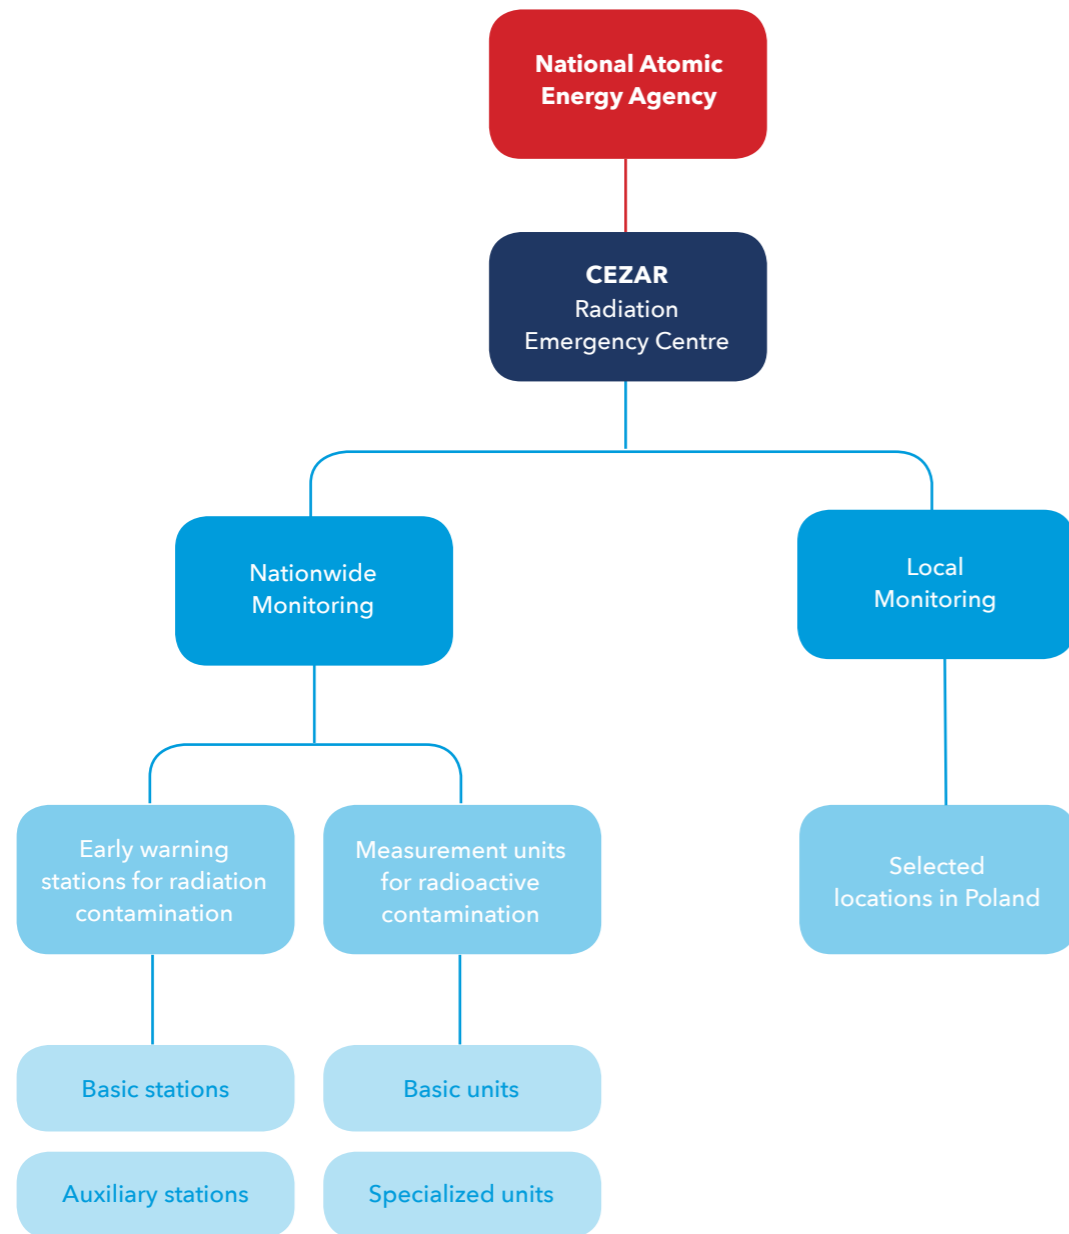 National Atomic
Energy Agency
CEZAR
Radiation
Emergency Centre
Nationwide
Monitoring
Local
Monitoring
Early warning
stations for radiation
contamination
Measurement units
for radioactive
contamination
Selected
locations in Poland
Basic stations
Basic units
Auxiliary stations
Specialized units